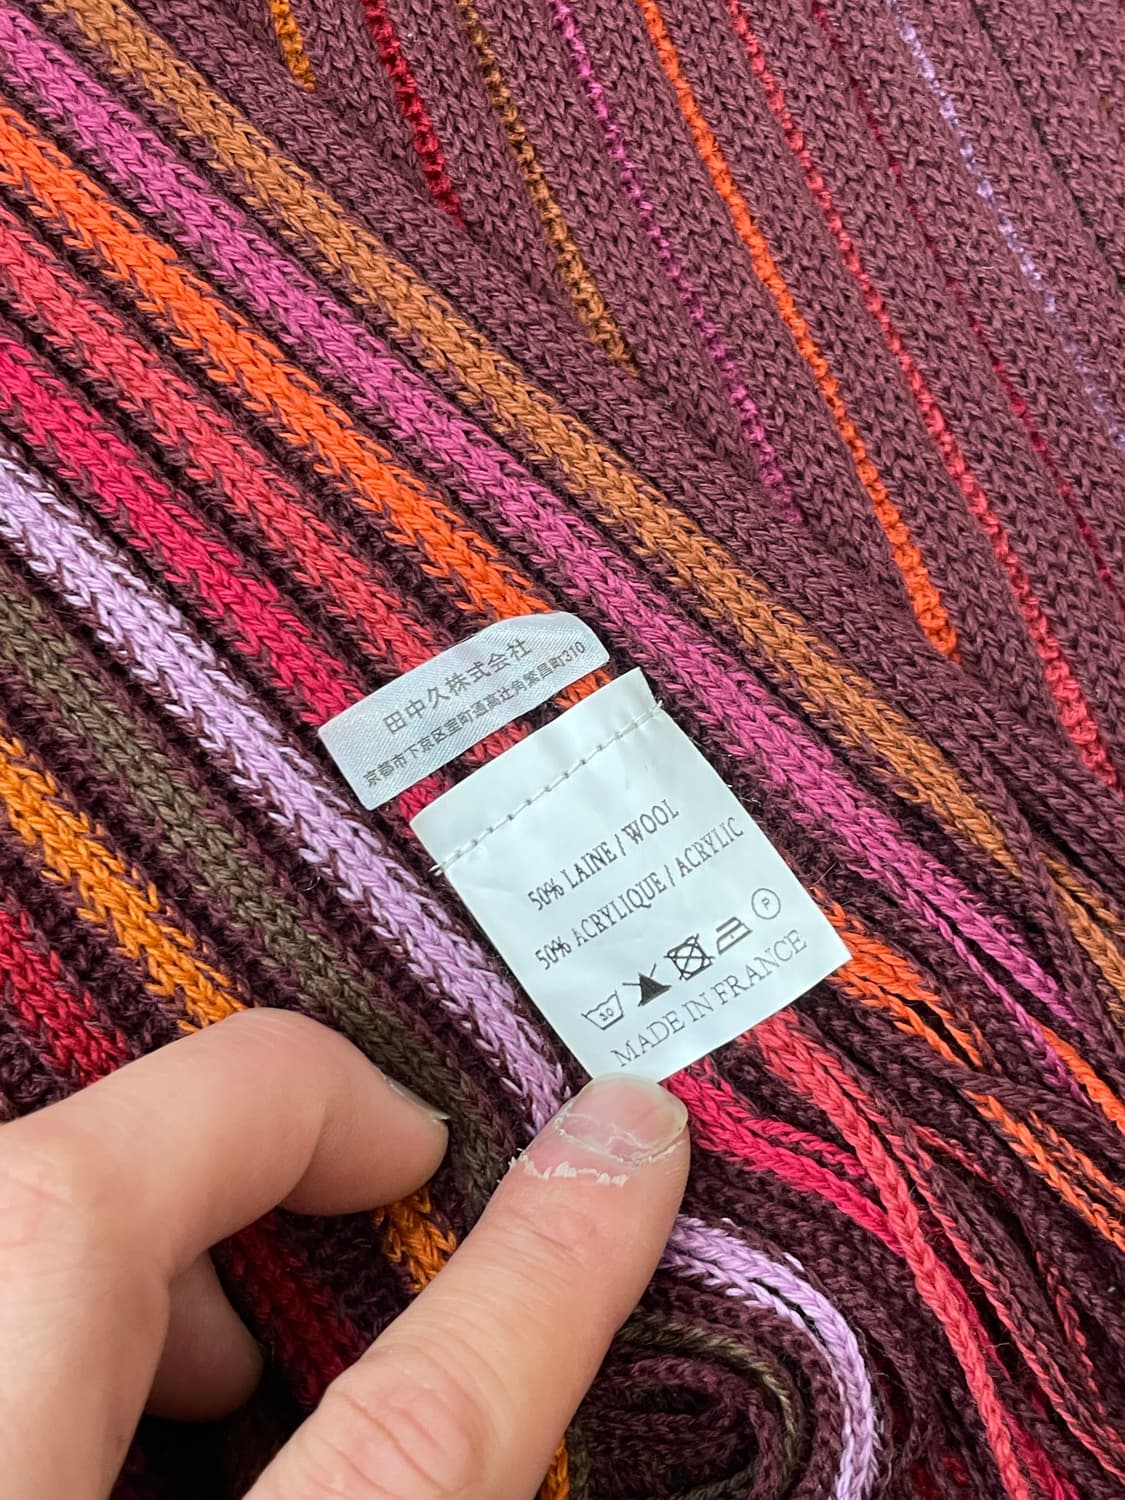 田中久株式会社
京都市下京区室町通高辻角繁昌町310
50% LAINE / WOOL
50% ACRYLIQUE / ACRYLIC
30 P
MADE IN FRANCE